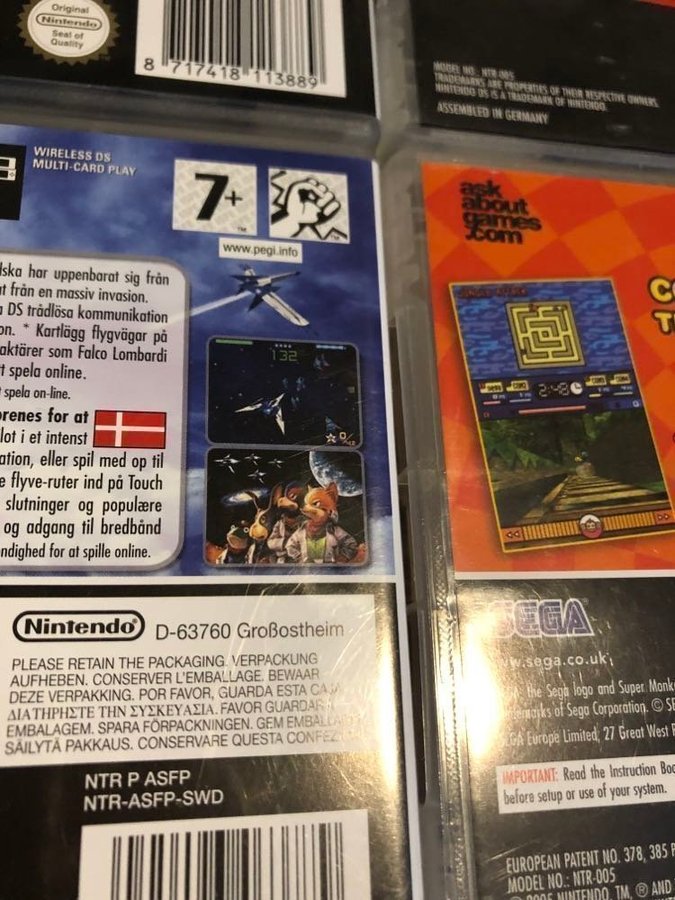 Original
Nintendo
Seal of
Quality
8 717418 113889
MODEL NO.: NTR-005
TRADEMARKS ARE PROPERTIES OF THEIR RESPECTIVE OWNERS.
NINTENDO DS IS A TRADEMARK OF NINTENDO.
ASSEMBLED IN GERMANY
WIRELESS DS
MULTI-CARD PLAY
7+
www.pegi.info
har uppenbarat sig från
från en massiv invasion.
DS trådlösa kommunikation
* Kartlägg flygvägar på
som Falco Lombardi
spela online.
spela on-line.
for at
i et intenst
eller spil med op til
flyve-ruter ind på Touch
slutninger og populære
og adgang til bredbånd
for at spille online.
132
Nintendo
D-63760 Großostheim
PLEASE RETAIN THE PACKAGING. VERPACKUNG
AUFHEBEN. CONSERVER L'EMBALLAGE. BEWAAR
DEZE VERPAKKING. POR FAVOR, GUARDA ESTA
ΔΙΑΤΗΡΗΣΤΕ ΤΗΝ ΣΥΣΚΕΥΑΣΙΑ. FAVOR GUARDAR
EMBALAGEM. SPARA FÖRPACKNINGEN. GEM
SÄILYTÄ PAKKAUS. CONSERVARE QUESTA
NTR P ASFP
NTR-ASFP-SWD
ask
about
games
.com
2:48
SEGA
www.sega.co.uk
the Sega logo and Super
of Sega Corporation. ©
Europe Limited, 27 Great West
IMPORTANT: Read the Instruction
before setup or use of your system.
EUROPEAN PATENT NO. 378, 385
MODEL NO.: NTR-005
2005 NINTENDO. TM, ® AND